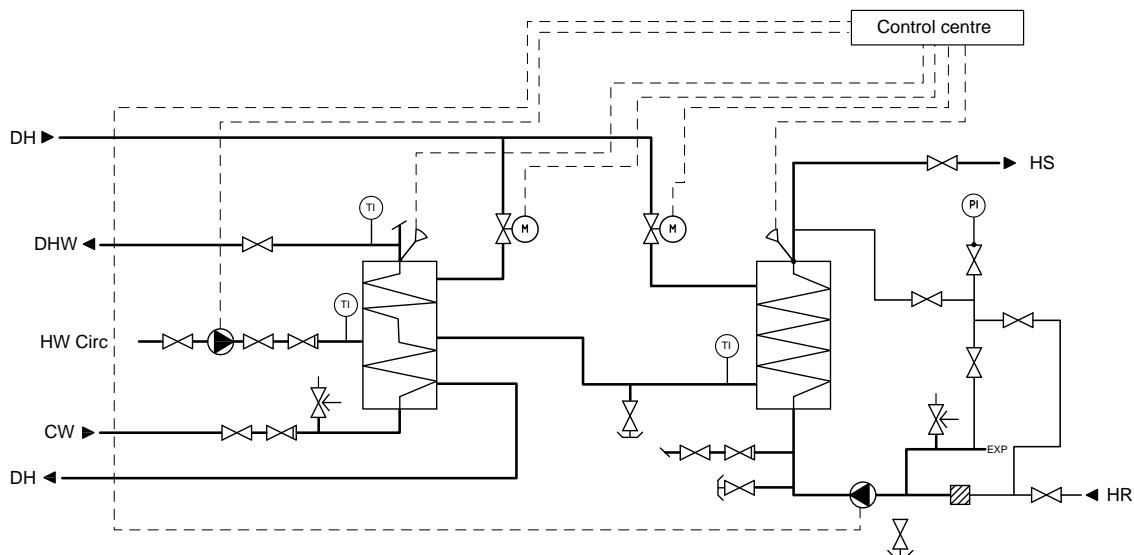 Control centre
DH
HS
PI
TI
DHW
M
M
TI
HW Circ
TI
CW
EXP
DH
HR